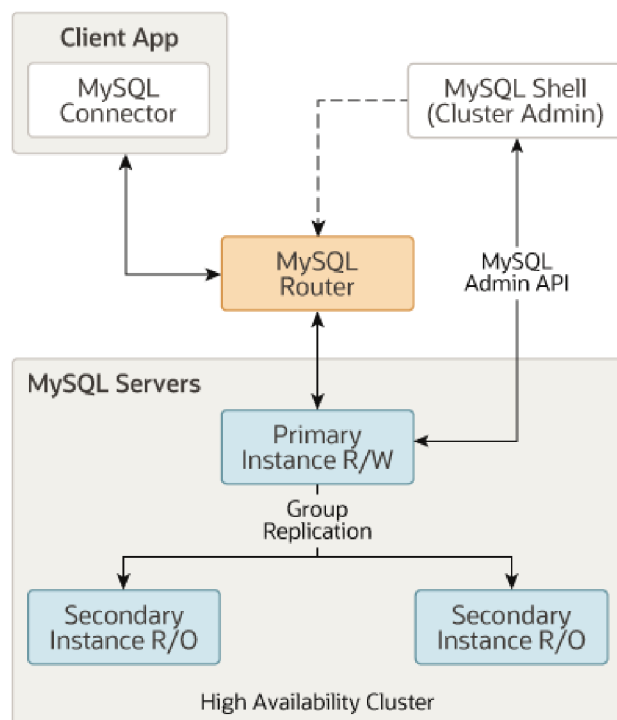 Client App
MySQL
Connector
MySQL Shell
(Cluster Admin)
MySQL
Router
MySQL
Admin API
MySQL Servers
Primary
Instance R/W
Group
Replication
Secondary
Instance R/O
Secondary
Instance R/O
High Availability Cluster